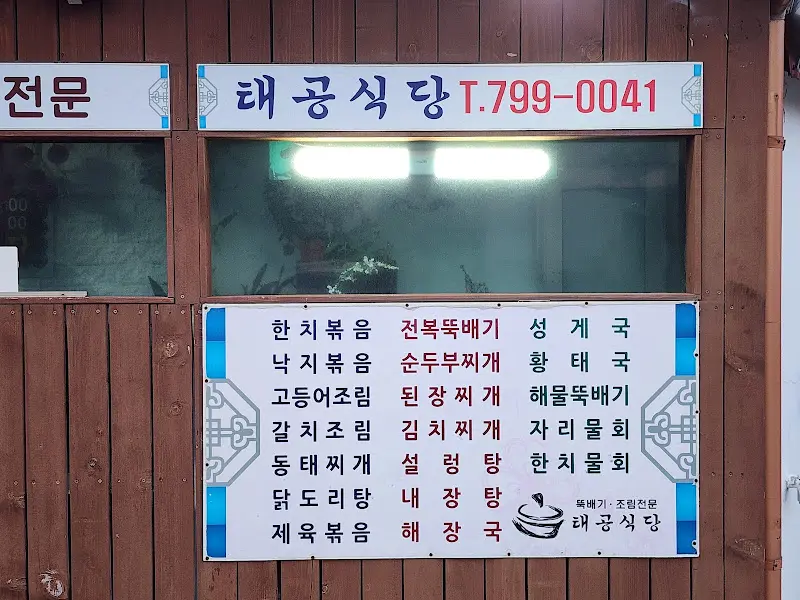 전문
태공식당 T.799-0041
한치볶음
낙지볶음
고등어조림
갈치조림
동태찌개
닭도리탕
제육볶음
전복뚝배기
순두부찌개
된장찌개
김치찌개
설렁탕
내장탕
해장국
성게국
황태국
해물뚝배기
자리물회
한치물회
뚝배기·조림전문
태공식당